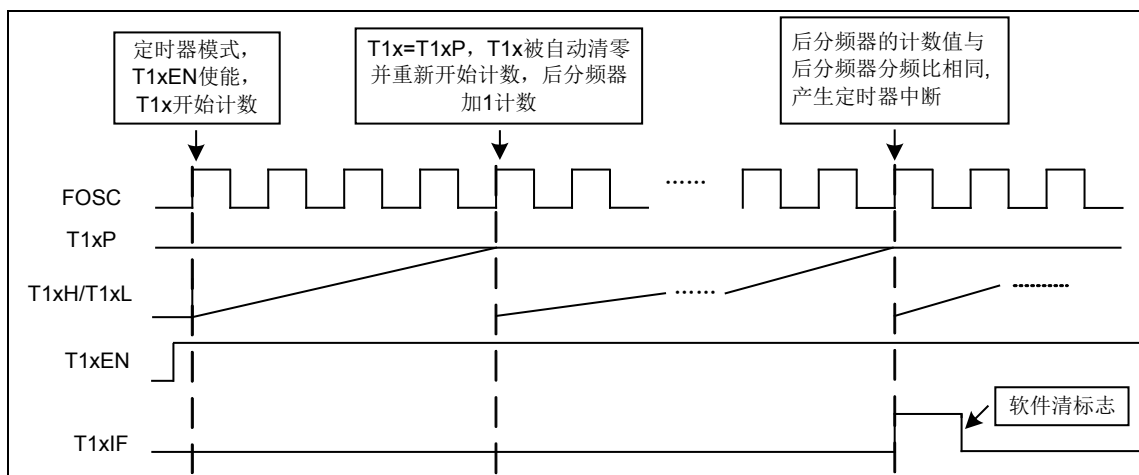 定时器模式，
T1xEN使能，
T1x开始计数
T1x=T1xP，T1x被自动清零
并重新开始计数，后分频器
加1计数
后分频器的计数值与
后分频器分频比相同，
产生定时器中断
FOSC
......
T1xP
T1xH/T1xL
......
T1xEN
软件清标志
T1xIF